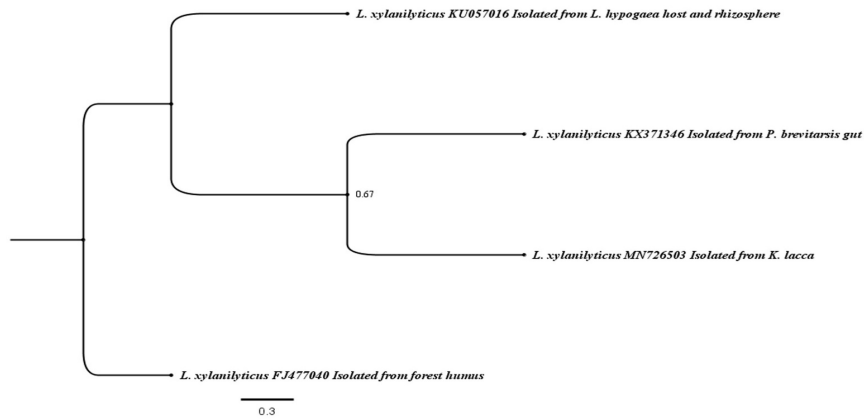 L. xylanilyticus KU057016 Isolated from L. hypogaea host and rhizosphere
L. xylanilyticus KX371346 Isolated from P. brevitarsis gut
0.67
L. xylanilyticus MN726503 Isolated from K. lacca
L. xylanilyticus FJ477040 Isolated from forest humus
0.3